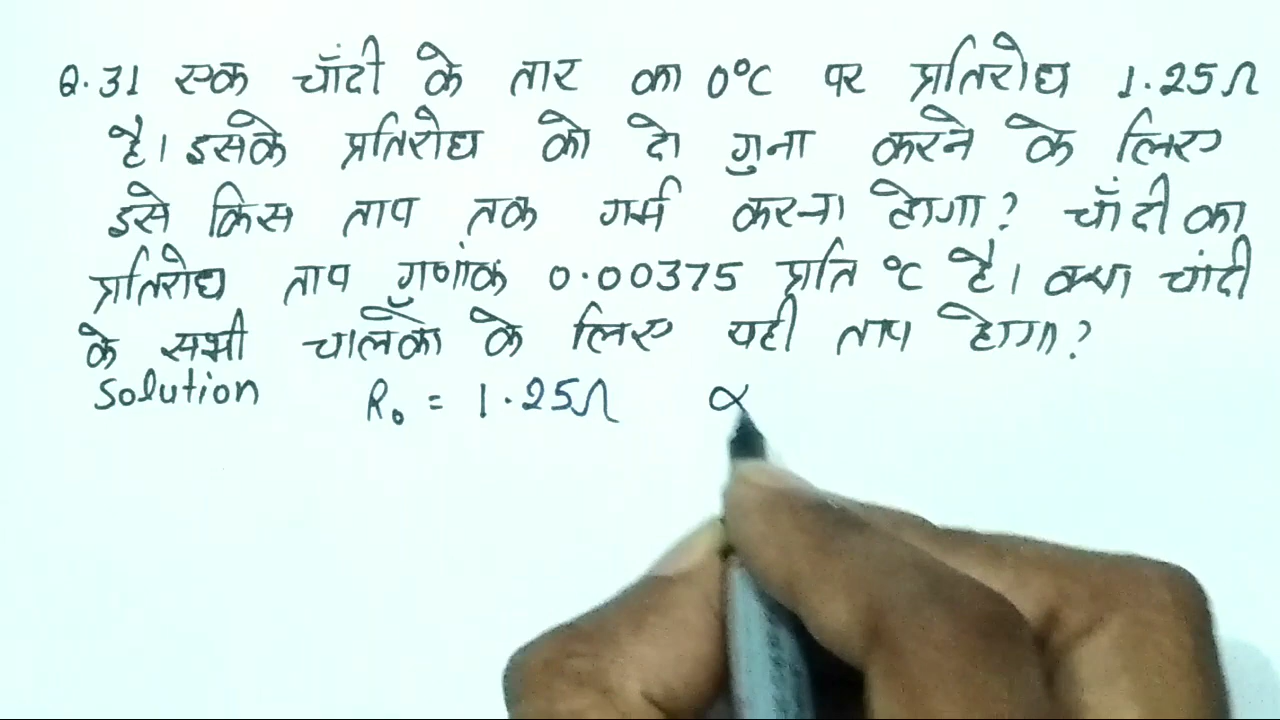 Q.31 एक चाँदी के तार का 0°C पर प्रतिरोध 1.25Ω
है। इसके प्रतिरोध को दो गुना करने के लिए
इसे किस ताप तक गर्म करना होगा? चाँदी का
प्रतिरोध ताप गुणांक 0.00375 प्रति °C है। क्या चांदी
के सभी चालकों के लिए यही ताप होगा?
Solution R₀ = 1.25Ω α